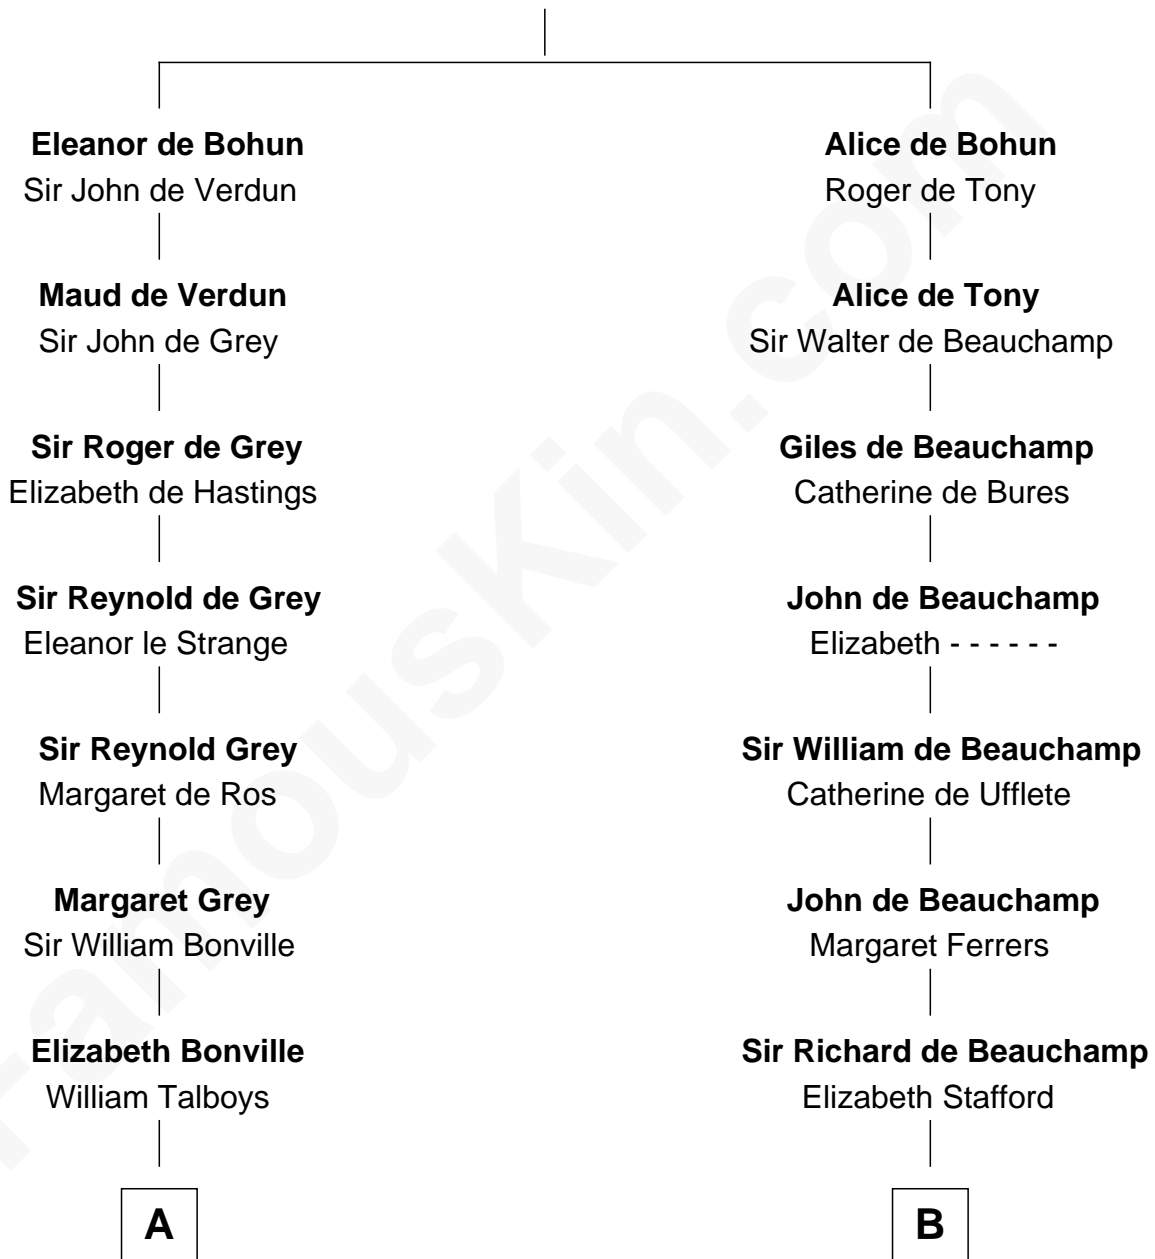 Eleanor de Bohun
Sir John de Verdun
Maud de Verdun
Sir John de Grey
Sir Roger de Grey
Elizabeth de Hastings
Sir Reynold de Grey
Eleanor le Strange
Sir Reynold Grey
Margaret de Ros
Margaret Grey
Sir William Bonville
Elizabeth Bonville
William Talboys
A
Alice de Bohun
Roger de Tony
Alice de Tony
Sir Walter de Beauchamp
Giles de Beauchamp
Catherine de Bures
John de Beauchamp
Elizabeth - - - - - -
Sir William de Beauchamp
Catherine de Ufflete
John de Beauchamp
Margaret Ferrers
Sir Richard de Beauchamp
Elizabeth Stafford
B
FamousKin.com